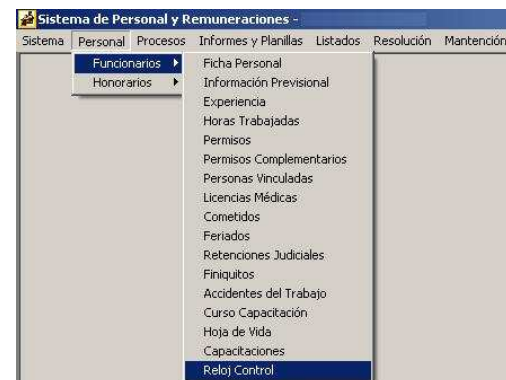 Sistema de Personal y Remuneraciones -
Sistema Personal Procesos Informes y Planillas Listados Resolución Mantención
Funcionarios
Honorarios
Ficha Personal
Información Previsional
Experiencia
Horas Trabajadas
Permisos
Permisos Complementarios
Personas Vinculadas
Licencias Médicas
Cometidos
Feriados
Retenciones Judiciales
Finiquitos
Accidentes del Trabajo
Curso Capacitación
Hoja de Vida
Capacitaciones
Reloj Control